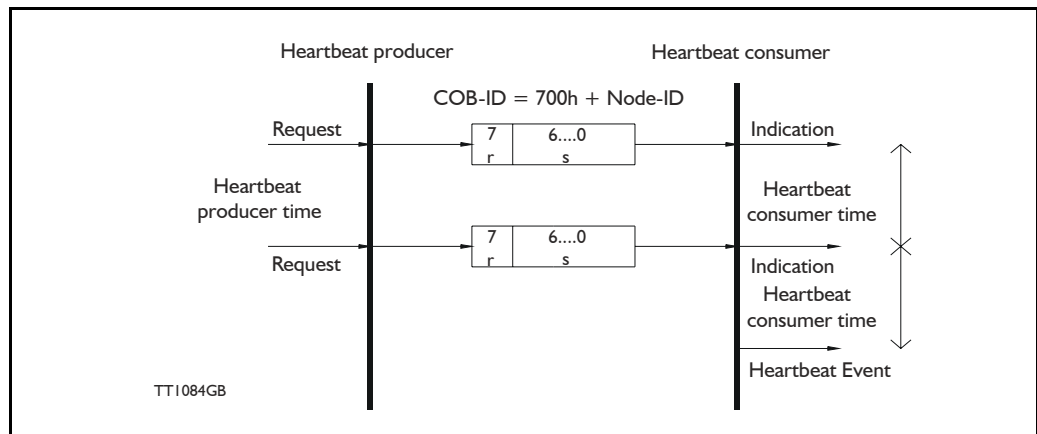 Heartbeat producer
Heartbeat consumer
COB-ID = 700h + Node-ID
Request
7
6....0
r
s
Indication
Heartbeat
producer time
Heartbeat
consumer time
Request
7
6....0
r
s
Indication
Heartbeat
consumer time
Heartbeat Event
TT1084GB